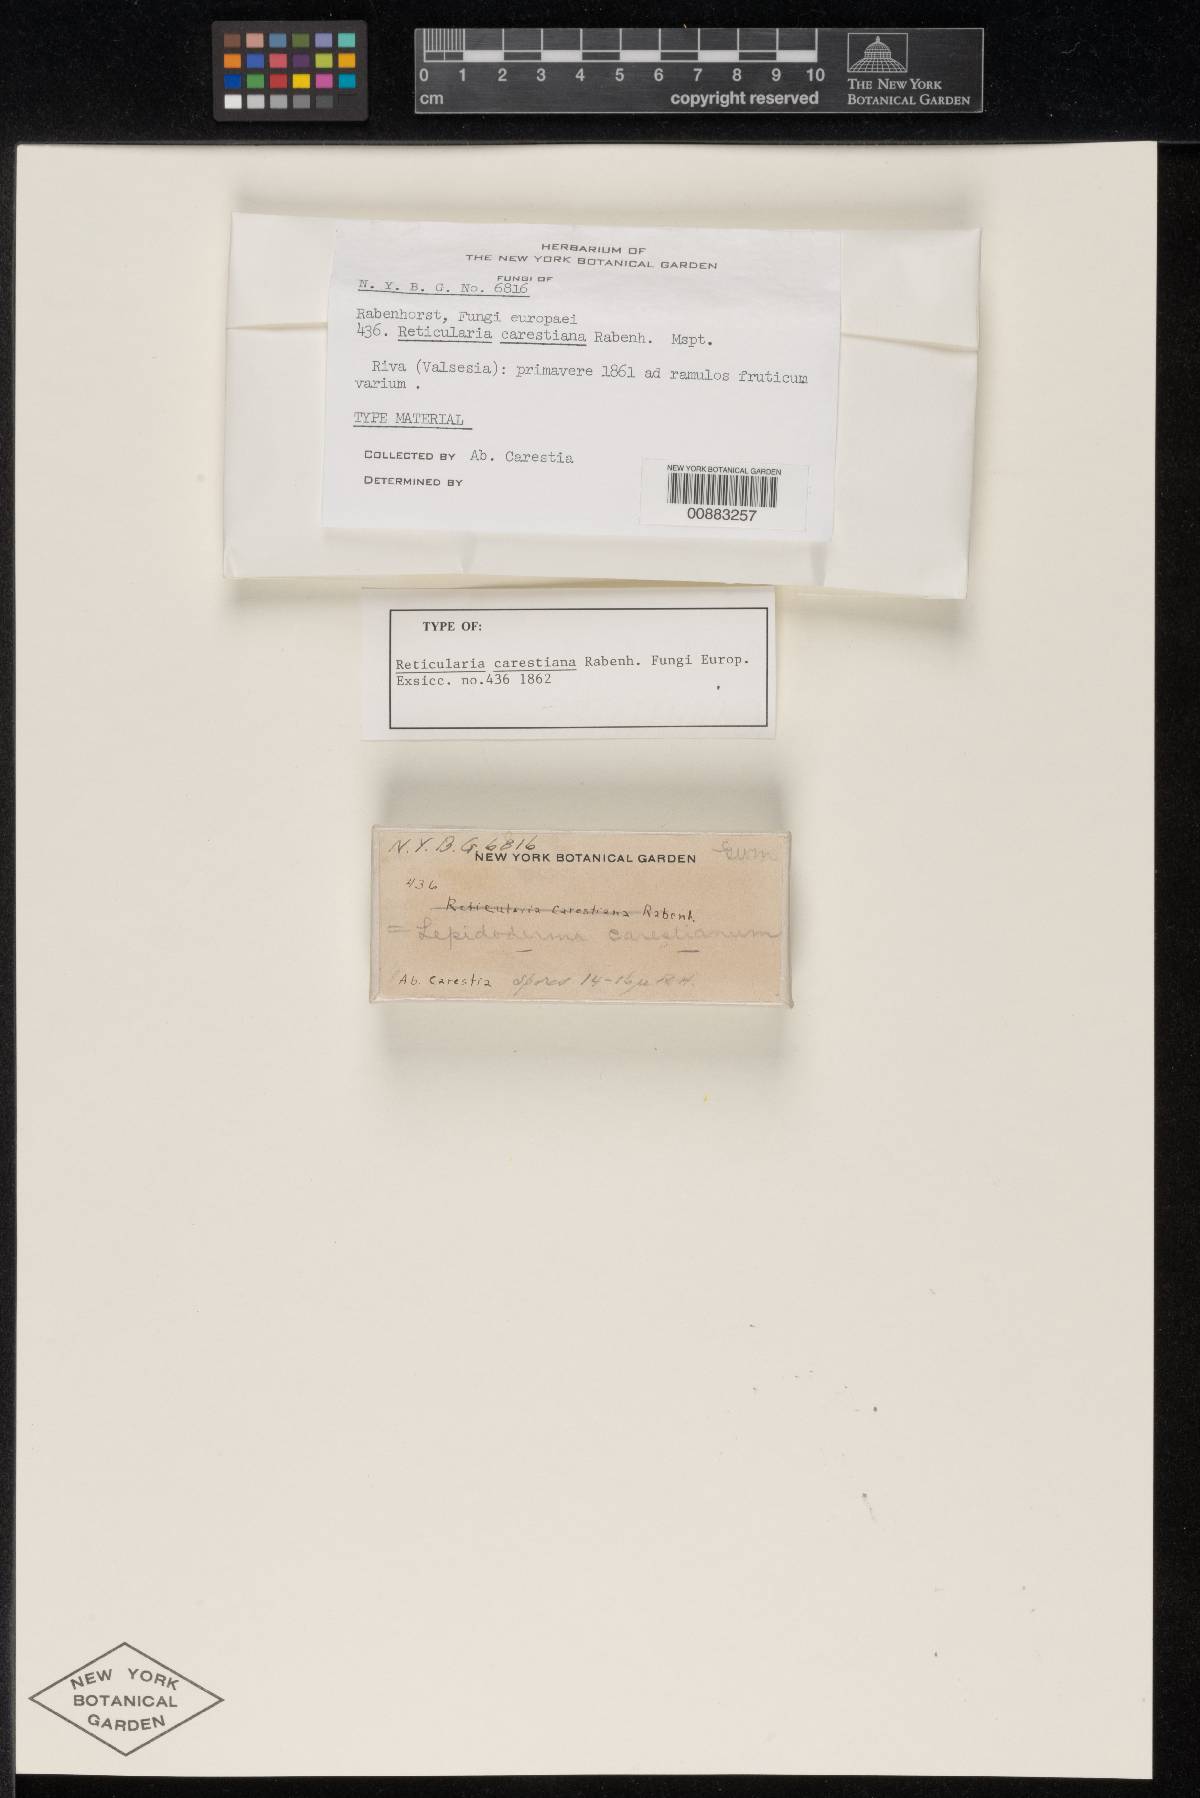 0 1 2 3 4 5 6 7 8 9 10
cm copyright reserved
THE NEW YORK
BOTANICAL GARDEN
HERBARIUM OF
THE NEW YORK BOTANICAL GARDEN
FUNGI OF
N. Y. B. G. No. 6816
Rabenhorst, Fungi europaei
436. Reticularia carestiana Rabenh. Mspt.
Riva (Valsesia): primavere 1861 ad ramulos fruticum
varium .
TYPE MATERIAL
COLLECTED BY Ab. Carestia
DETERMINED BY
NEW YORK BOTANICAL GARDEN
00883257
TYPE OF:
Reticularia carestiana Rabenh. Fungi Europ.
Exsicc. no.436 1862
N.Y.B.G. 6816
NEW YORK BOTANICAL GARDEN
436
Reticularia carestiana Rabenh.
= Lepidoderma carestianum
Ab. Carestia spores 14-16µ R.H.
NEW YORK
BOTANICAL
GARDEN